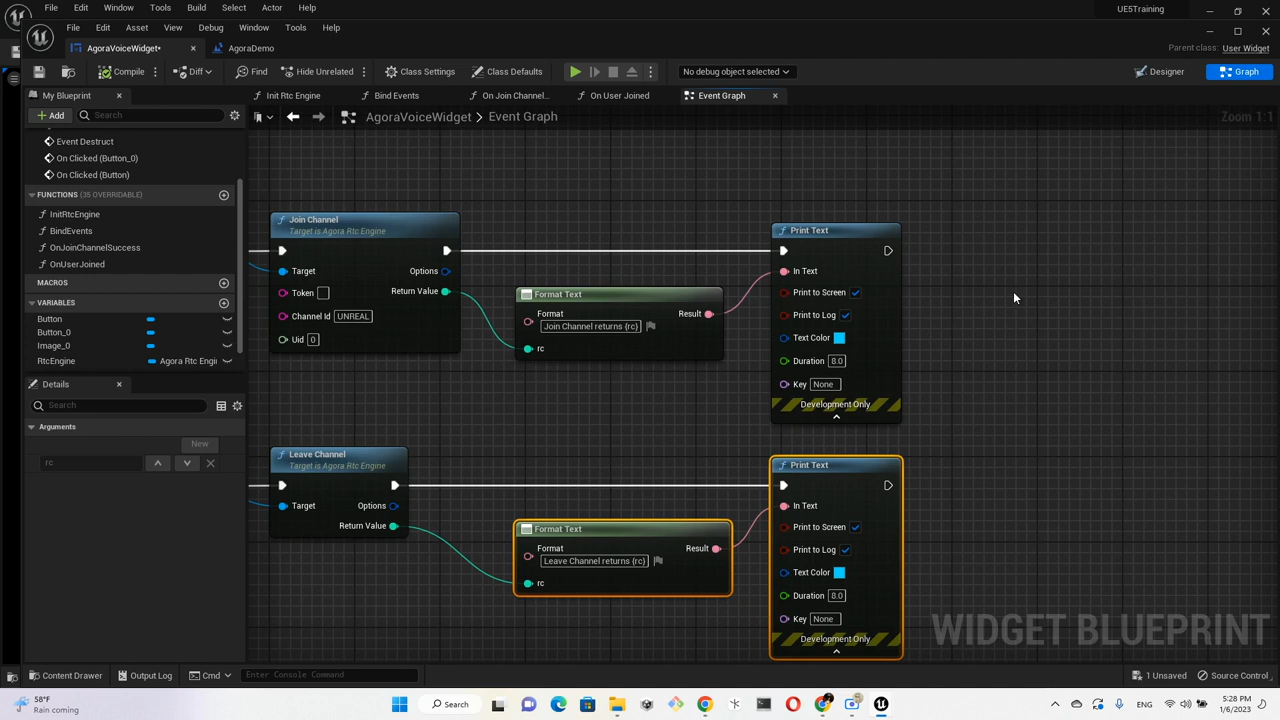 File Edit Window Tools Build Select Actor Help UE5Training
File Edit Asset View Debug Window Tools Help
AgoraVoiceWidget• AgoraDemo Parent class: User Widget
Compile Diff Find Hide Unrelated Class Settings Class Defaults No debug object selected Designer Graph
My Blueprint Init Rtc Engine Bind Events On Join Channel... On User Joined Event Graph
Add Search AgoraVoiceWidget > Event Graph Zoom 1:1
Event Destruct
On Clicked (Button_0)
On Clicked (Button)
FUNCTIONS (35 OVERRIDABLE)
InitRtcEngine
BindEvents
OnJoinChannelSuccess
OnUserJoined
MACROS
VARIABLES
Button
Button_0
Image_0
RtcEngine Agora Rtc Engi
Details
Search
Arguments
New
rc
Join Channel
Target is Agora Rtc Engine
Target Options
Token Return Value
Channel Id UNREAL
Uid 0
Format Text
Format Result
Join Channel returns {rc}
rc
Print Text
In Text
Print to Screen
Print to Log
Text Color
Duration 8.0
Key None
Development Only
Leave Channel
Target is Agora Rtc Engine
Target Options
Return Value
Format Text
Format Result
Leave Channel returns {rc}
rc
Print Text
In Text
Print to Screen
Print to Log
Text Color
Duration 8.0
Key None
Development Only
WIDGET BLUEPRINT
Content Drawer Output Log Cmd Enter Console Command 1 Unsaved Source Control
58°F
Rain coming
Search
ENG
5:28 PM
1/6/2023